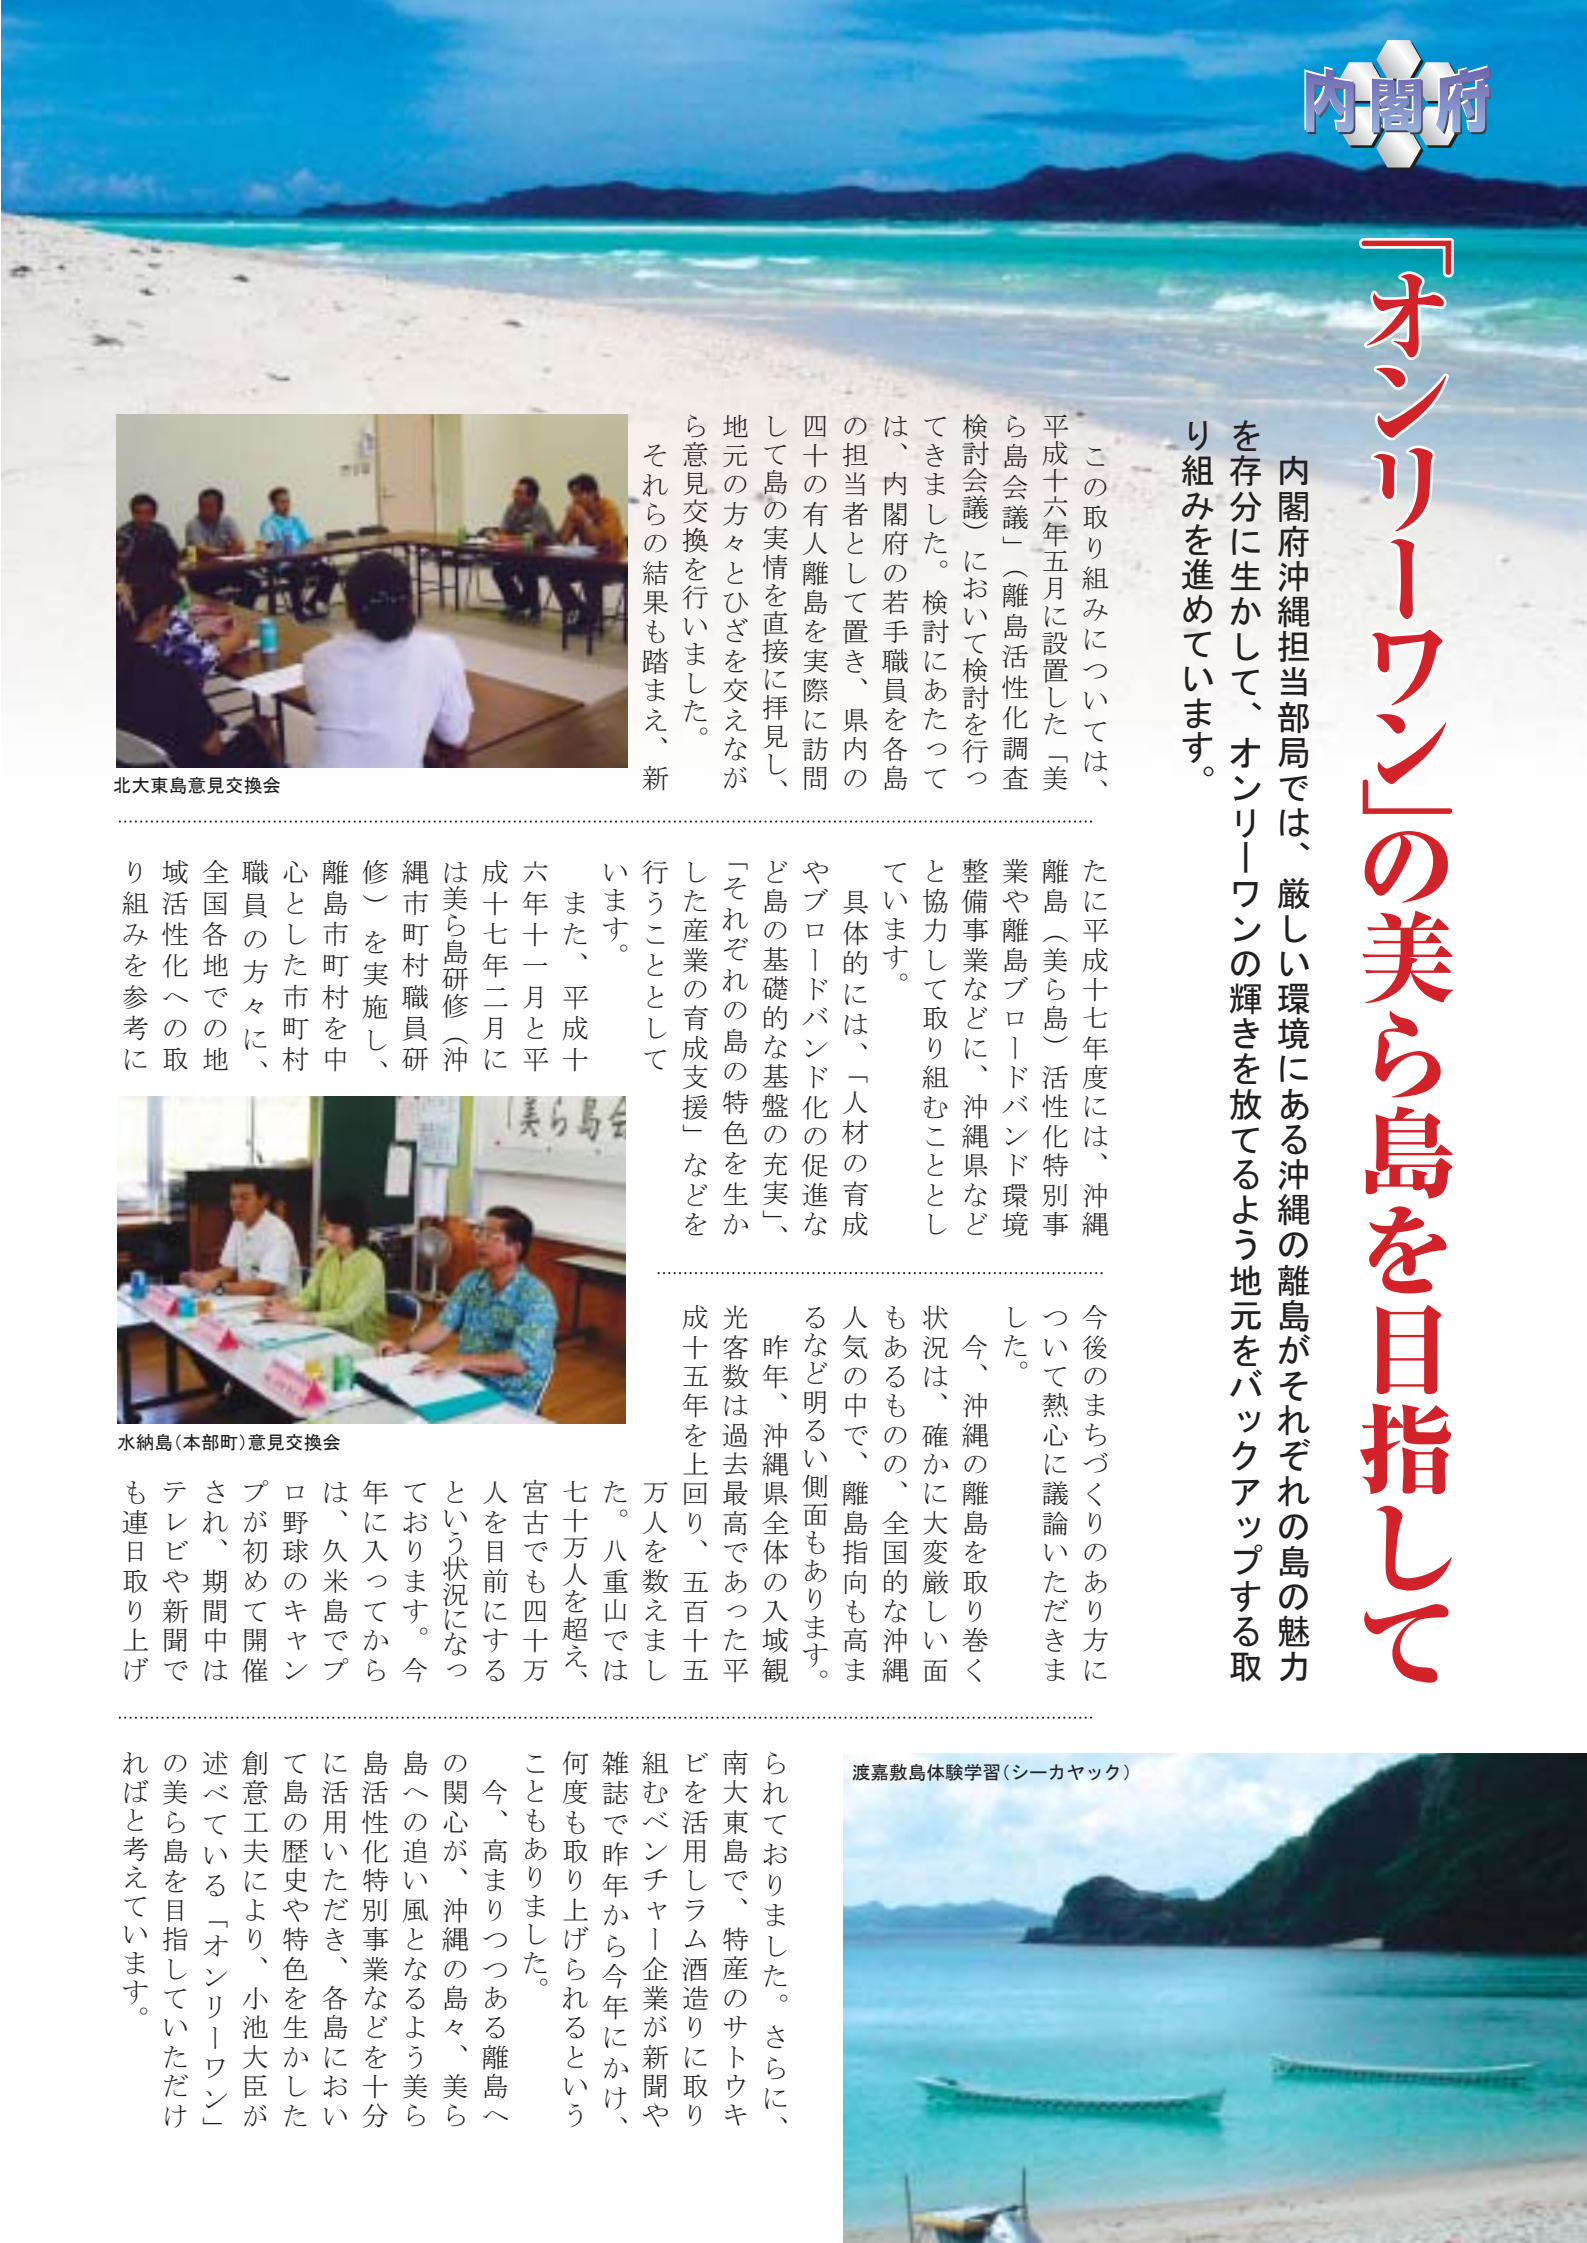 内閣府
「オンリーワン」の美ら島を目指して
内閣府沖縄担当部局では、厳しい環境にある沖縄の離島がそれぞれの島の魅力
を存分に生かして、オンリーワンの輝きを放てるよう地元をバックアップする取
り組みを進めています。
この取り組みについては、
平成十六年五月に設置した「美
ら島会議」（離島活性化調査
検討会議）において検討を行っ
てきました。検討にあたって
は、内閣府の若手職員を各島
の担当者として置き、県内の
四十の有人離島を実際に訪問
して島の実情を直接に拝見し、
地元の方々とひざを交えなが
ら意見交換を行いました。
それらの結果も踏まえ、新
北大東島意見交換会
たに平成十七年度には、沖縄
離島（美ら島）活性化特別事
業や離島ブロードバンド環境
整備事業などに、沖縄県など
と協力して取り組むこととし
ています。
具体的には、「人材の育成
やブロードバンド化の促進な
ど島の基礎的な基盤の充実」、
「それぞれの島の特色を生か
した産業の育成支援」などを
行うこととして
います。
また、平成十
六年十一月と平
成十七年二月に
は美ら島研修（沖
縄市町村職員研
修）を実施し、
離島市町村を中
心とした市町村
職員の方々に、
全国各地での地
域活性化への取
り組みを参考に
美ら島会
水納島（本部町）意見交換会
今後のまちづくりのあり方に
ついて熱心に議論いただきま
した。
今、沖縄の離島を取り巻く
状況は、確かに大変厳しい面
もあるものの、全国的な沖縄
人気の中で、離島指向も高ま
るなど明るい側面もあります。
昨年、沖縄県全体の入域観
光客数は過去最高であった平
成十五年を上回り、五百十五
万人を数えまし
た。八重山では
七十万人を超え、
宮古でも四十万
人を目前にする
という状況になっ
ております。今
年に入ってから
は、久米島でプ
ロ野球のキャン
プが初めて開催
され、期間中は
テレビや新聞で
も連日取り上げ
渡嘉敷島体験学習（シーカヤック）
られておりました。さらに、
南大東島で、特産のサトウキ
ビを活用しラム酒造りに取り
組むベンチャー企業が新聞や
雑誌で昨年から今年にかけ、
何度も取り上げられるという
こともありました。
今、高まりつつある離島へ
の関心が、沖縄の島々、美ら
島への追い風となるよう美ら
島活性化特別事業などを十分
に活用いただき、各島におい
て島の歴史や特色を生かした
創意工夫により、小池大臣が
述べている「オンリーワン」
の美ら島を目指していただけ
ればと考えています。